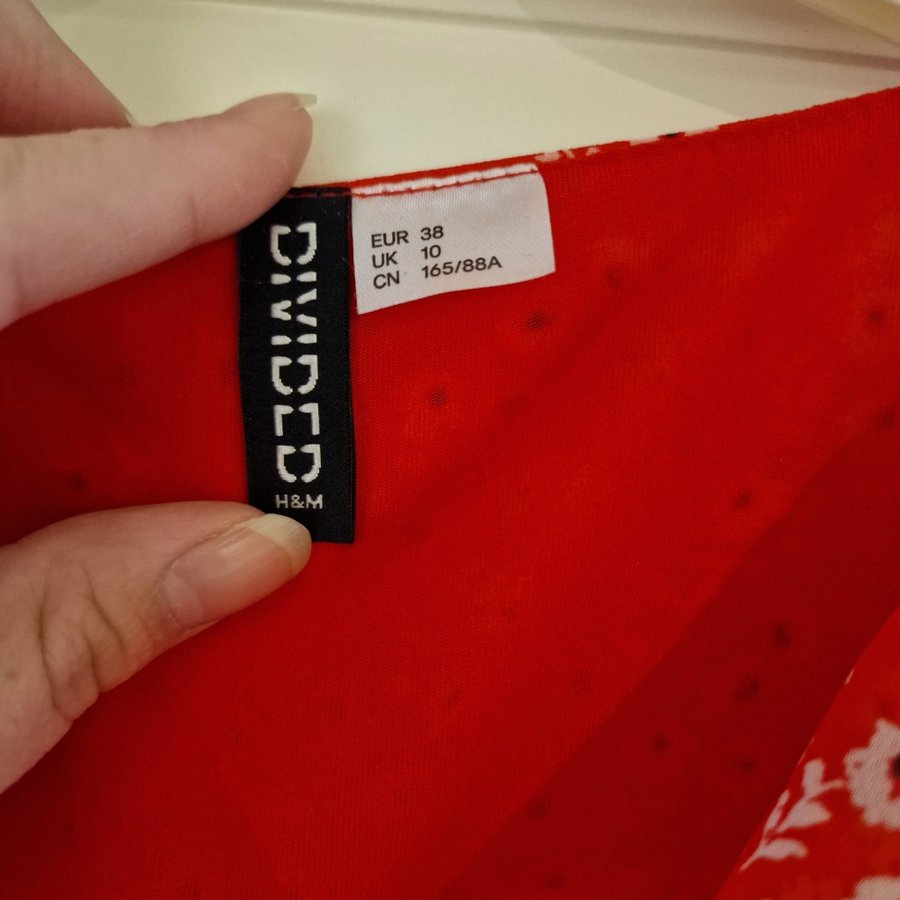 DIVIDED
H&M
EUR 38
UK 10
CN 165/88A